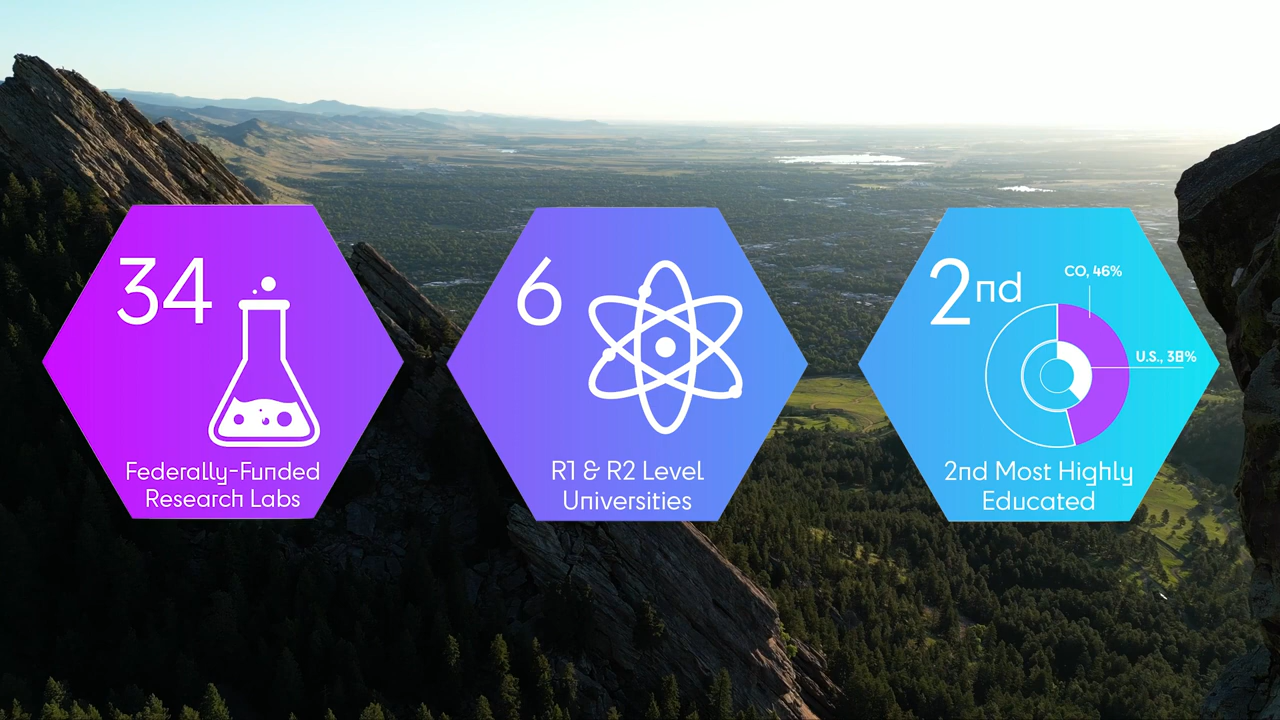 34
Federally-Funded
Research Labs
6
R1 & R2 Level
Universities
2nd
CO, 46%
U.S., 38%
2nd Most Highly
Educated